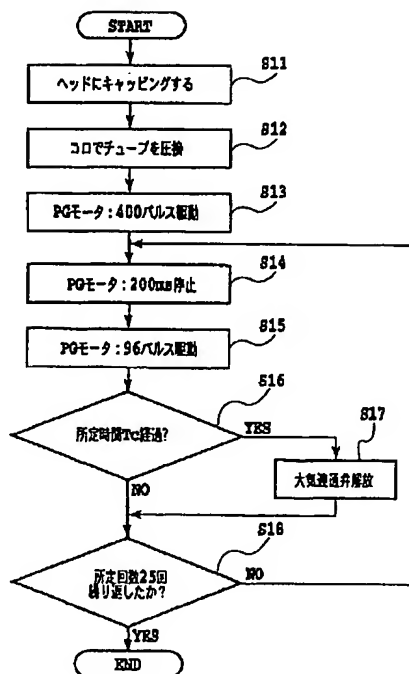 START
S11
ヘッドにキャッピングする
S12
コロでチューブを圧接
S13
PGモータ:400パルス駆動
S14
PGモータ:200ms停止
S15
PGモータ:96パルス駆動
S16
所定時間Tc経過?
YES
S17
大気連通弁解放
NO
S18
所定回数25回
繰り返したか?
NO
YES
END